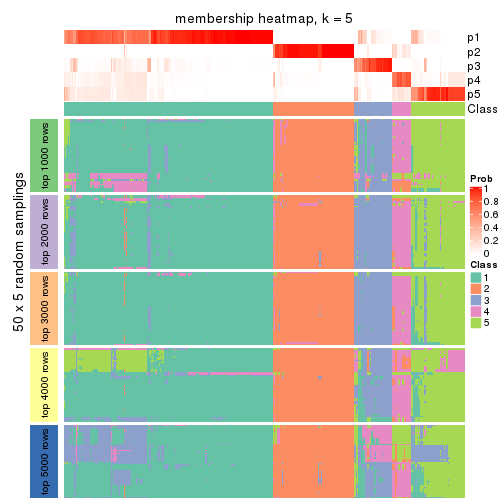 membership heatmap, k = 5
p1
p2
p3
p4
p5
Class
50 x 5 random samplings
top 1000 rows
top 2000 rows
top 3000 rows
top 4000 rows
top 5000 rows
Prob
1
0.8
0.6
0.4
0.2
0
Class
1
2
3
4
5